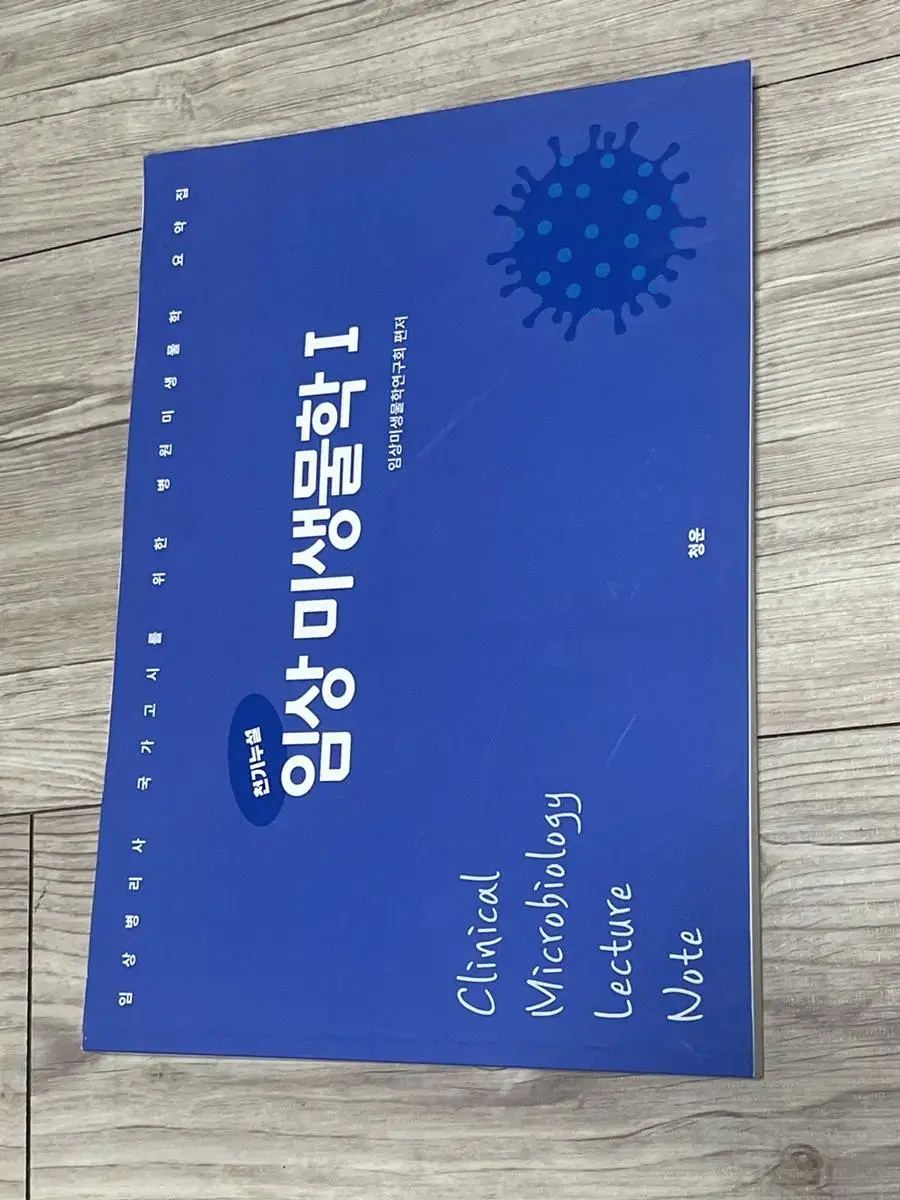 임상병리사 국가고시를 위한 병원미생물학 요약집
천기누설
임상 미생물학 I
임상미생물학연구회 편저
Clinical
Microbiology
Lecture
Note
청운